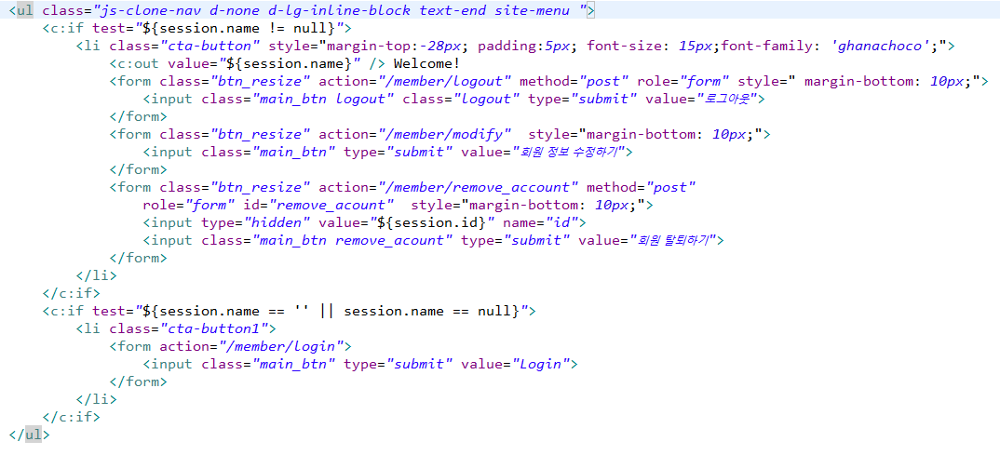 <ul class="js-clone-nav d-none d-lg-inline-block text-end site-menu ">
<c:if test="${session.name != null}">
<li class="cta-button" style="margin-top:-28px; padding:5px; font-size: 15px;font-family: 'ghanachoco';">
<c:out value="${session.name}" /> Welcome!
<form class="btn_resize" action="/member/logout" method="post" role="form" style=" margin-bottom: 10px;">
<input class="main_btn logout" class="logout" type="submit" value="로그아웃">
</form>
<form class="btn_resize" action="/member/modify"  style="margin-bottom: 10px;">
<input class="main_btn" type="submit" value="회원 정보 수정하기">
</form>
<form class="btn_resize" action="/member/remove_account" method="post"
role="form" id="remove_acount"  style="margin-bottom: 10px;">
<input type="hidden" value="${session.id}" name="id">
<input class="main_btn remove_acount" type="submit" value="회원 탈퇴하기">
</form>
</li>
</c:if>
<c:if test="${session.name == '' || session.name == null}">
<li class="cta-button1">
<form action="/member/login">
<input class="main_btn" type="submit" value="Login">
</form>
</li>
</c:if>
</ul>